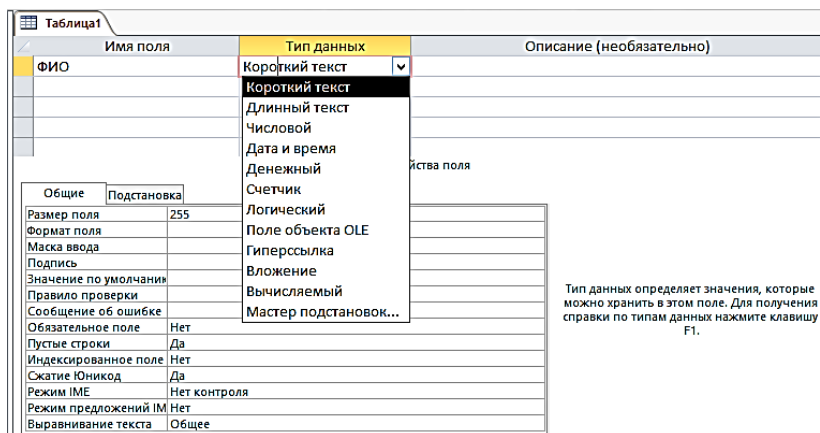 Таблица1
Имя поля Тип данных Описание (необязательно)
ФИО Короткий текст
Короткий текст
Длинный текст
Числовой
Дата и время
Денежный
Счетчик
Логический
Поле объекта OLE
Гиперссылка
Вложение
Вычисляемый
Мастер подстановок...
йства поля
Общие Подстановка
Размер поля 255
Формат поля
Маска ввода
Подпись
Значение по умолчани
Правило проверки
Сообщение об ошибке
Обязательное поле Нет
Пустые строки Да
Индексированное поле Нет
Сжатие Юникод Да
Режим IME Нет контроля
Режим предложений IM Нет
Выравнивание текста Общее
Тип данных определяет значения, которые
можно хранить в этом поле. Для получения
справки по типам данных нажмите клавишу
F1.